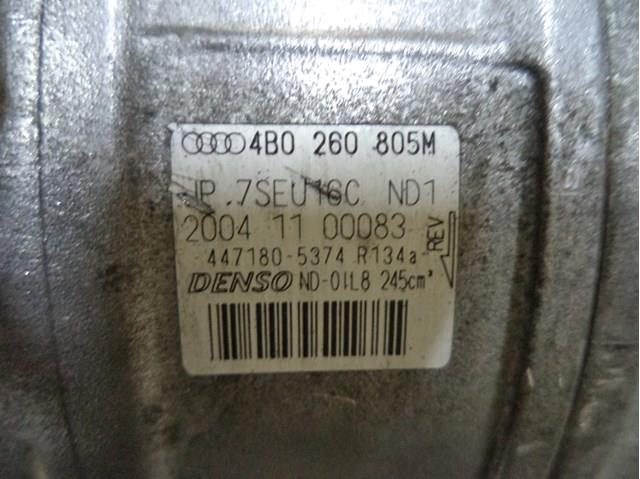 4B0 260 805M
JP .7SEU16C ND1
2004 11 00083
REV
447180-5374 R134a
DENSO ND-OIL8 245cm³